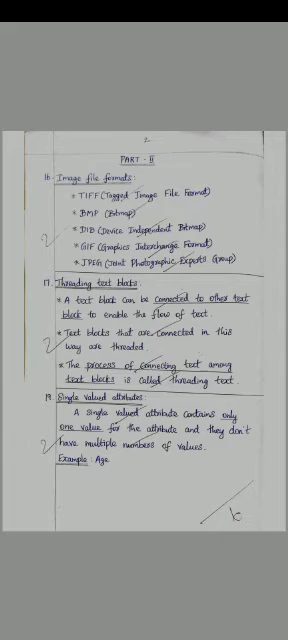 2
PART - II
16. Image file formats:
* TIFF (Tagged Image File Format)
* BMP (Bitmap)
* DIB (Device Independent Bitmap)
* GIF (Graphics Interchange Format)
2
* JPEG (Joint Photographic Experts Group)
17. Threading text blocks:
* A text block can be connected to other text
block to enable the flow of text.
* Text blocks that are connected in this
2
way are threaded.
* The process of connecting text among
text blocks is called threading text.
19. Single valued attributes:
A single valued attribute contains only
one value for the attribute and they don't
2
have multiple numbers of values.
Example: Age
6